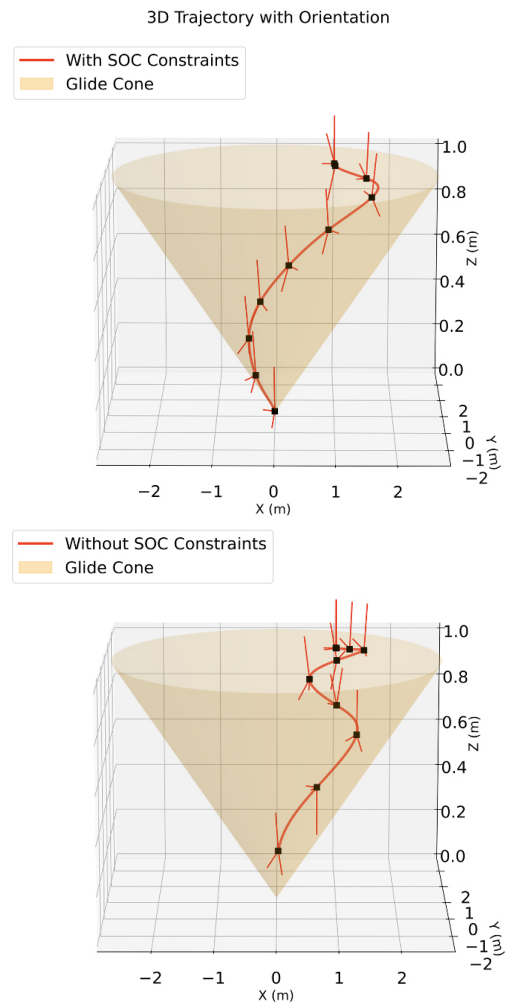 3D Trajectory with Orientation
With SOC Constraints
Glide Cone
1.0
0.8
0.6
0.4
0.2
0.0
Z (m)
2
1
0
−1
−2
Y (m)
−2 −1 0 1 2
X (m)
Without SOC Constraints
Glide Cone
1.0
0.8
0.6
0.4
0.2
0.0
Z (m)
2
1
0
−1
−2
Y (m)
−2 −1 0 1 2
X (m)